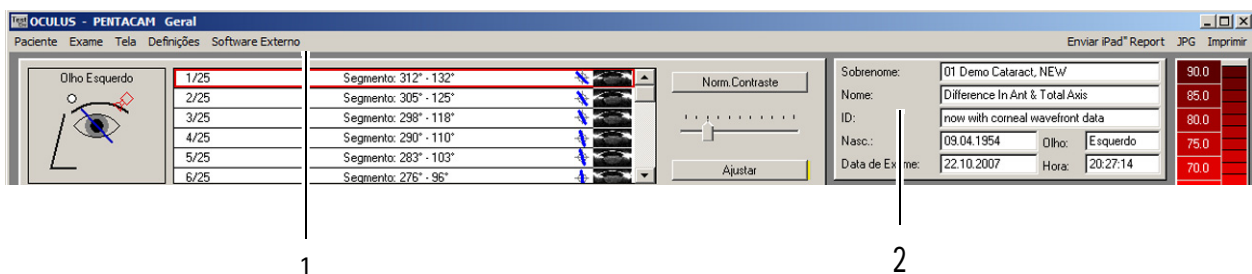 Test
OCULUS - PENTACAM Geral
Paciente Exame Tela Definições Software Externo Enviar iPad" Report JPG Imprimir
Olho Esquerdo
1/25 Segmento: 312° - 132°
2/25 Segmento: 305° - 125°
3/25 Segmento: 298° - 118°
4/25 Segmento: 290° - 110°
5/25 Segmento: 283° - 103°
6/25 Segmento: 276° - 96°
Norm.Contraste
Ajustar
Sobrenome: 01 Demo Cataract, NEW
Nome: Difference In Ant & Total Axis
ID: now with corneal wavefront data
Nasc.: 09.04.1954 Olho: Esquerdo
Data de Exame: 22.10.2007 Hora: 20:27:14
90.0
85.0
80.0
75.0
70.0
1
2